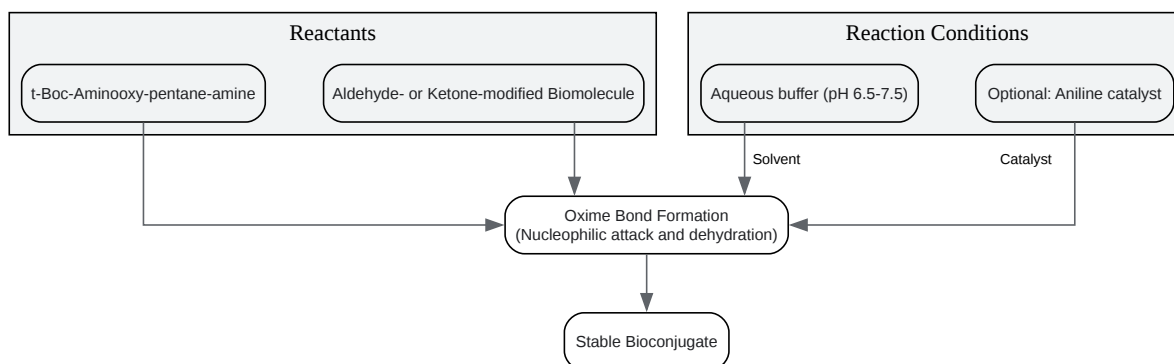 Reactants
Reaction Conditions
t-Boc-Aminooxy-pentane-amine
Aldehyde- or Ketone-modified Biomolecule
Aqueous buffer (pH 6.5-7.5)
Optional: Aniline catalyst
Solvent
Catalyst
Oxime Bond Formation
(Nucleophilic attack and dehydration)
Stable Bioconjugate